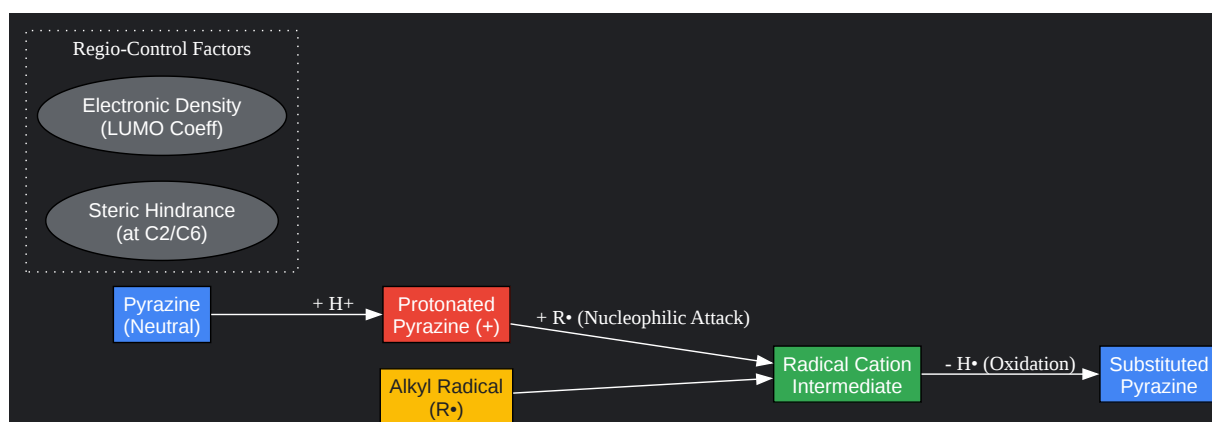 Regio-Control Factors
Electronic Density
(LUMO Coeff)
Steric Hindrance
(at C2/C6)
Pyrazine
(Neutral)
+ H+
Protonated
Pyrazine (+)
+ R• (Nucleophilic Attack)
Alkyl Radical
(R•)
Radical Cation
Intermediate
- H• (Oxidation)
Substituted
Pyrazine